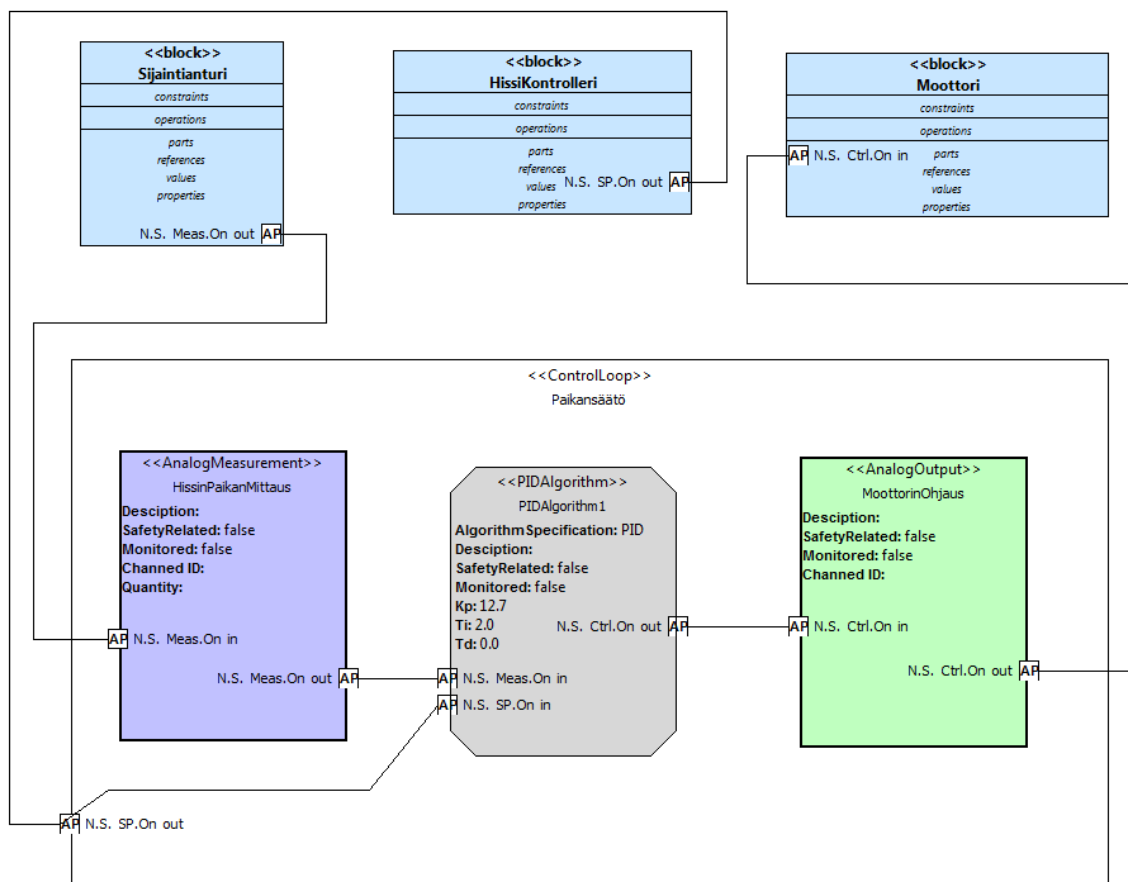 <<block>>
Sijaintianturi
constraints
operations
parts
references
values
properties
N.S. Meas.On out AP
<<block>>
HissiKontrolleri
constraints
operations
parts
references
values
N.S. SP.On out AP
properties
<<block>>
Moottori
constraints
operations
AP N.S. Ctrl.On in
parts
references
values
properties
<<ControlLoop>>
Paikansäätö
<<AnalogMeasurement>>
HissinPaikanMittaus
Desciption:
SafetyRelated: false
Monitored: false
Channed ID:
Quantity:
AP N.S. Meas.On in
N.S. Meas.On out AP
<<PIDAlgorithm>>
PIDAlgorithm1
AlgorithmSpecification: PID
Desciption:
SafetyRelated: false
Monitored: false
Kp: 12.7
Ti: 2.0
N.S. Ctrl.On out AP
Td: 0.0
AP N.S. Meas.On in
AP N.S. SP.On in
<<AnalogOutput>>
MoottorinOhjaus
Desciption:
SafetyRelated: false
Monitored: false
Channed ID:
AP N.S. Ctrl.On in
N.S. Ctrl.On out AP
AP N.S. SP.On out